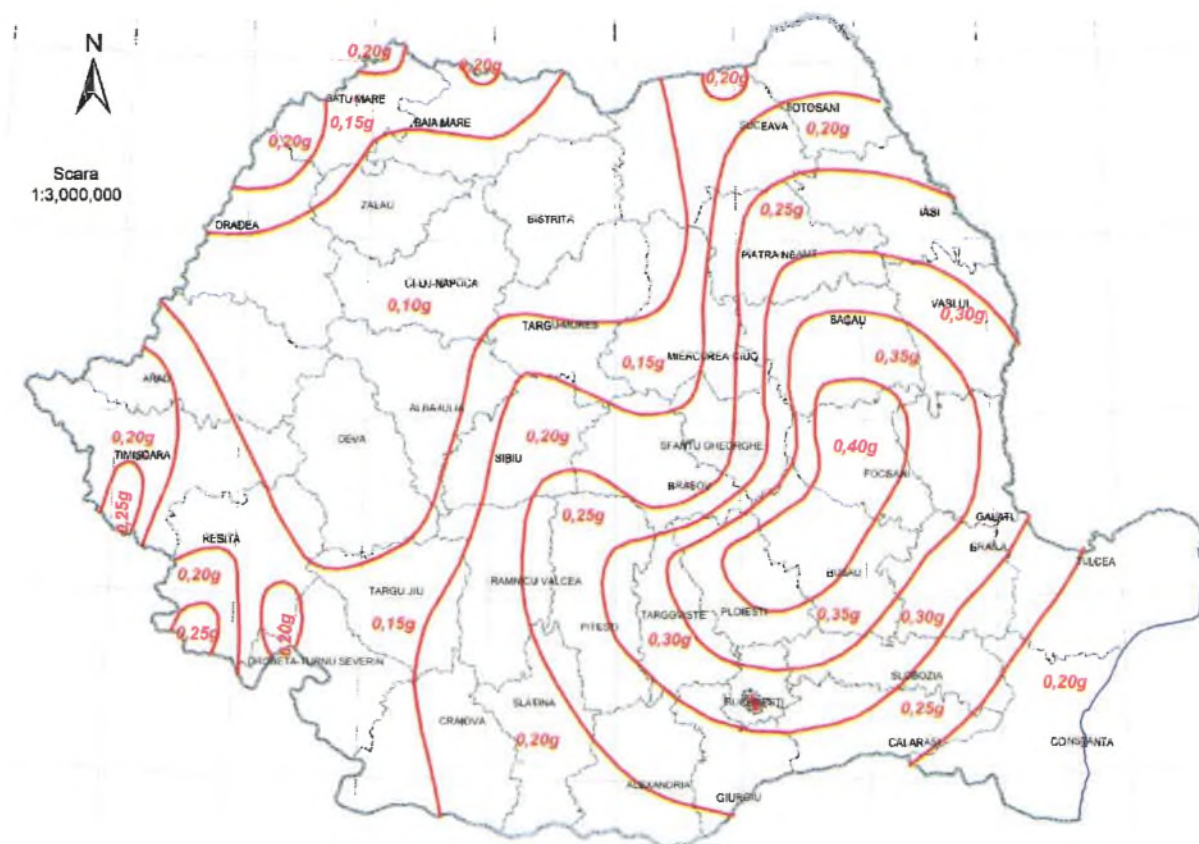 0,20g
N
0,20g
0,20g
BATU MARE
0,15g
BAIA MARE
BOTOSANI
SUCEAVA
0,20g
0,20g
Scara
1:3,000,000
ZALAU
ORADEA
BISTRITA
0,25g
IASI
PIATRA NEAMT
CLUJ-NAPOCA
0,10g
VASLUI
0,30g
TARGU-MURES
BACAU
MIERCUREA CIUC
0,15g
0,35g
ARAD
ALBA IULIA
0,20g
TIMISOARA
DEVA
0,20g
SIBIU
SFANTU GHEORGHE
0,40g
FOCSANI
BRASOV
0,25g
0,25g
GALATI
RESITA
BRAILA
TULCEA
0,20g
RAMNICU VALCEA
BUZAU
TARGU JIU
TARGOVISTE
PLOIESTI
0,15g
0,35g
0,30g
0,25g
0,20g
PITESTI
0,30g
DROBETA-TURNU SEVERIN
SLOBOZIA
0,20g
SLATINA
0,25g
CRAIOVA
0,20g
CALARASI
CONSTANTA
ALEXANDRIA
GIURGIU